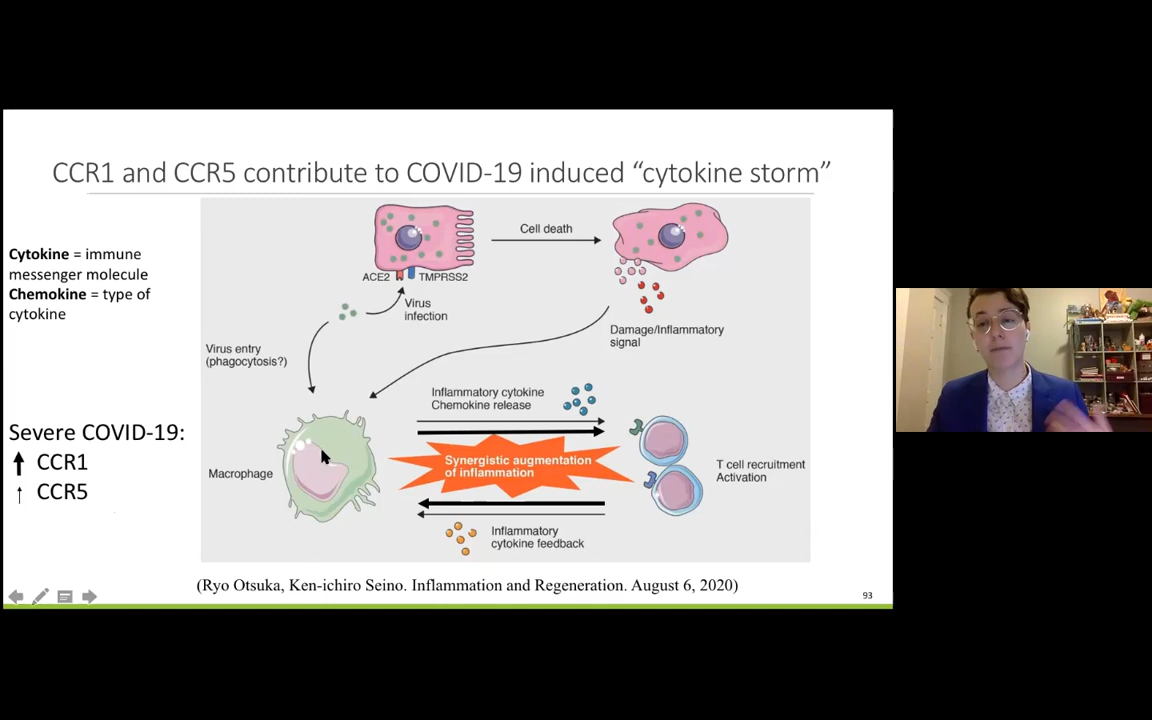 CCR1 and CCR5 contribute to COVID-19 induced “cytokine storm”
Cytokine = immune
messenger molecule
Chemokine = type of
cytokine
Severe COVID-19:
CCR1
CCR5
Cell death
ACE2
TMPRSS2
Virus
infection
Damage/Inflammatory
signal
Virus entry
(phagocytosis?)
Inflammatory cytokine
Chemokine release
Macrophage
Synergistic augmentation
of inflammation
T cell recruitment
Activation
Inflammatory
cytokine feedback
(Ryo Otsuka, Ken-ichiro Seino. Inflammation and Regeneration. August 6, 2020)
93